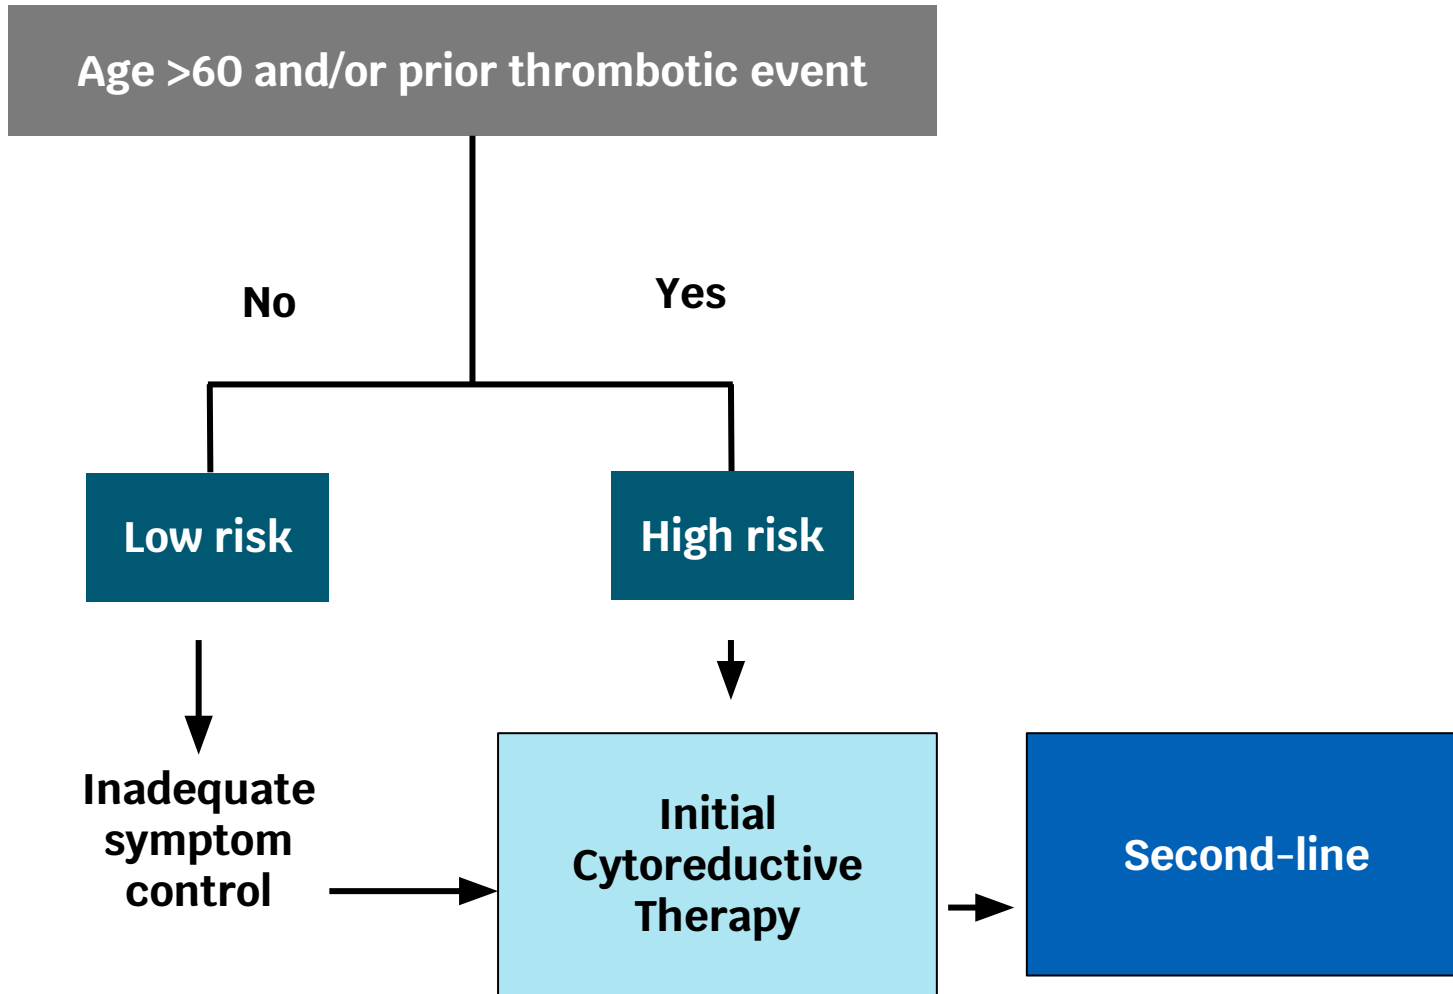 Age >60 and/or prior thrombotic event
No
Yes
Low risk
High risk
Inadequate
symptom
control
Initial
Cytoreductive
Therapy
Second-line